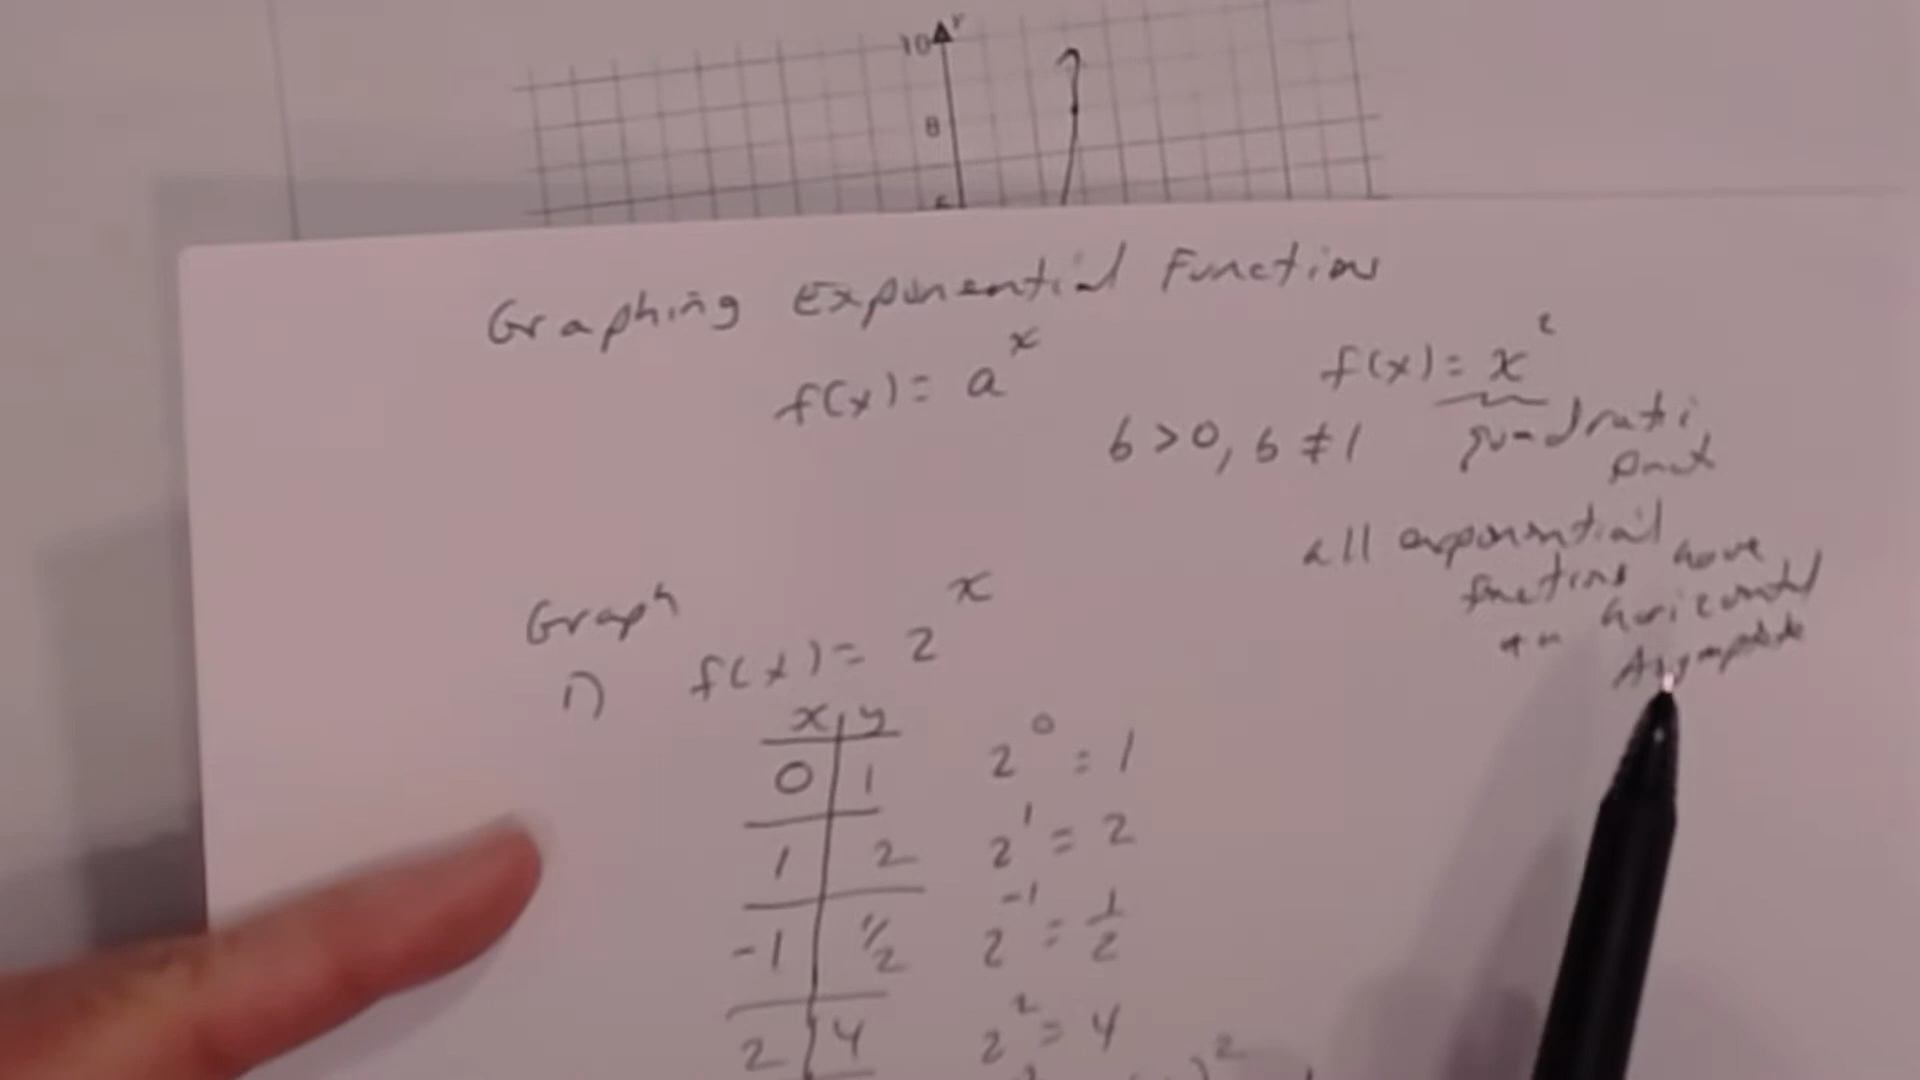 10 Y
8
Graphing Exponential Function
f(x) = a^x
f(x) = x^2
b > 0, b ≠ 1
all exponential
functions have
an horizontal
Asymptote
Graph
1) f(x) = 2^x
x y
0 1 2^0 = 1
1 2 2^1 = 2
-1 1/2 2^-1 = 1/2
2 4 2^2 = 4